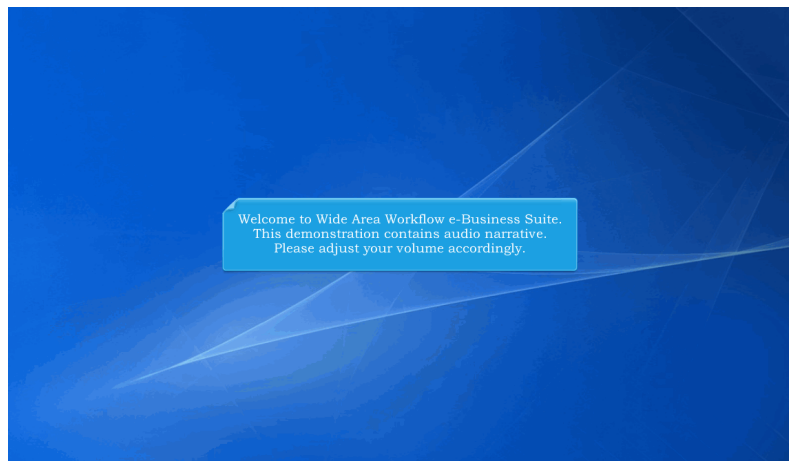 Welcome to Wide Area Workflow e-Business Suite.
This demonstration contains audio narrative.
Please adjust your volume accordingly.